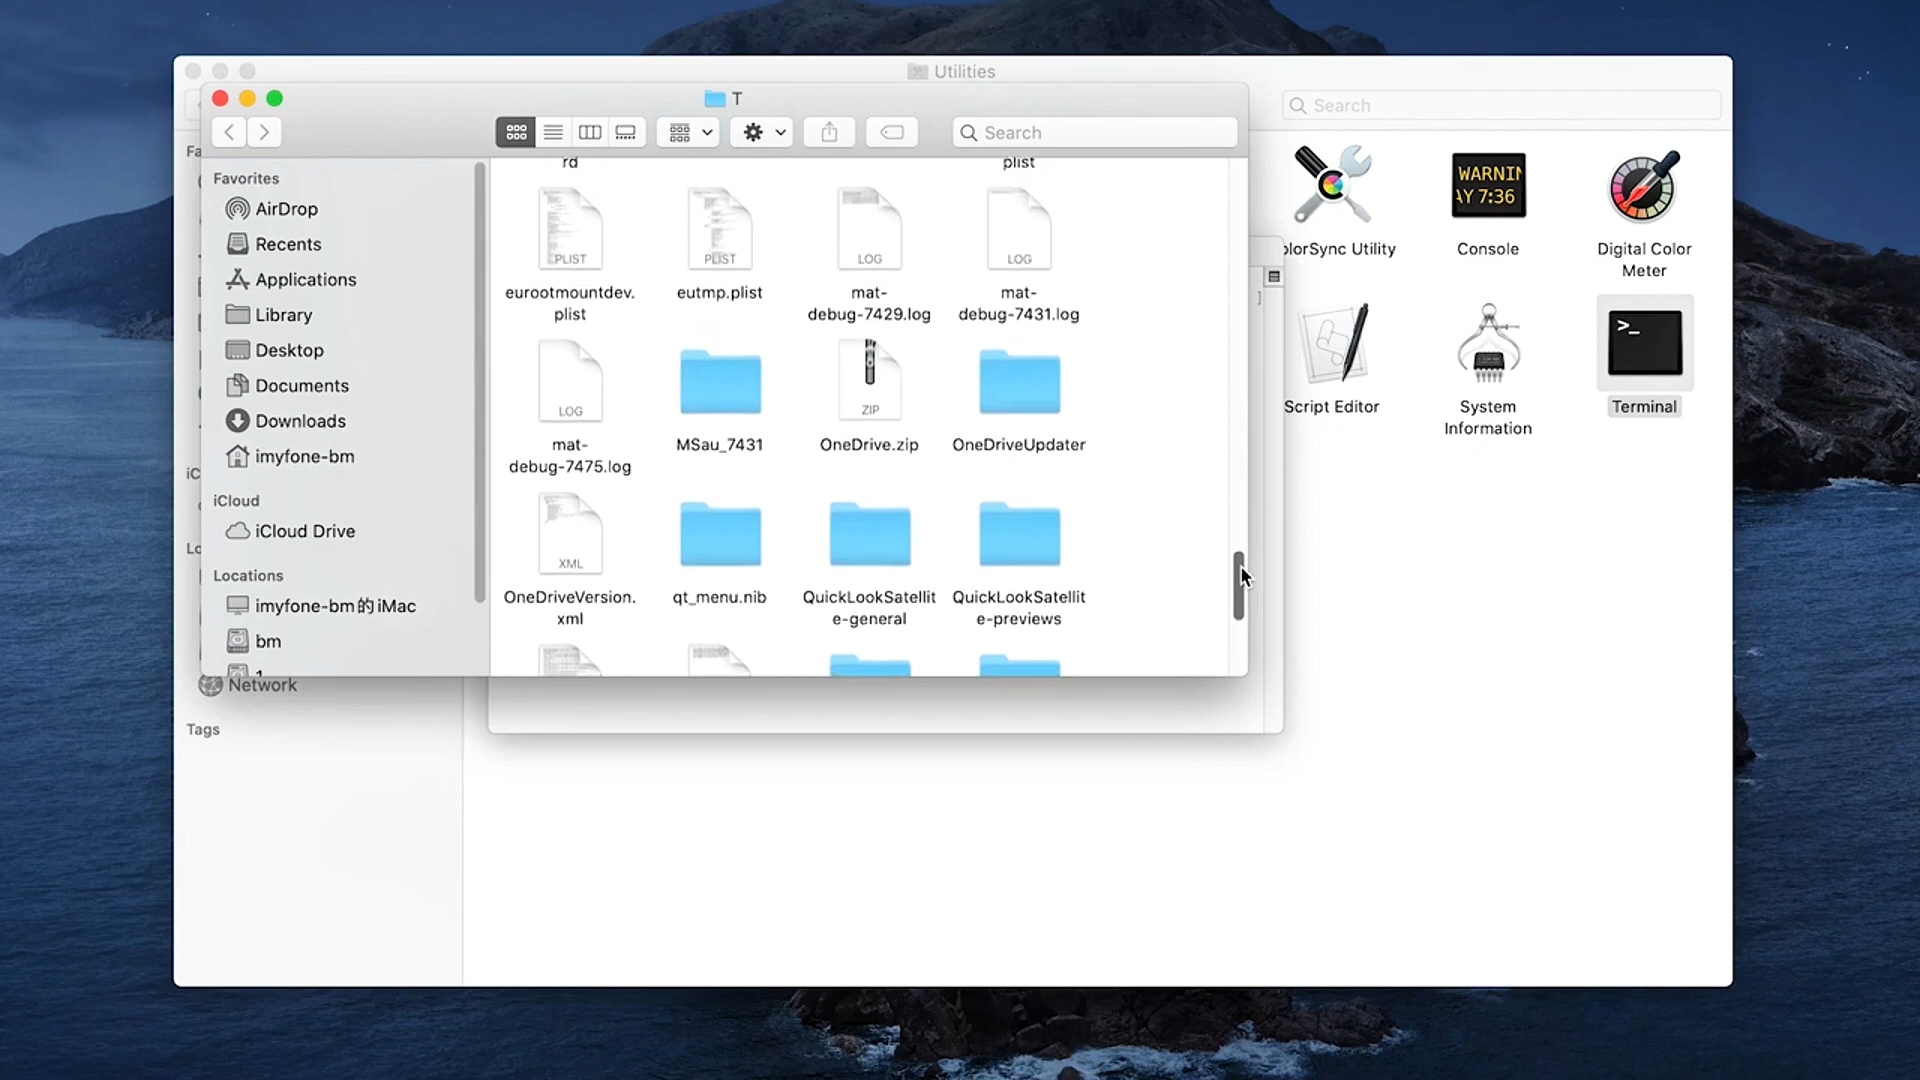 Utilities
T
Search
Search
Fa
Favorites
AirDrop
Recents
Applications
Library
Desktop
Documents
Downloads
imyfone-bm
iC
iCloud
iCloud Drive
Lo
Locations
imyfone-bm的iMac
bm
Network
Tags
rd
plist
PLIST
PLIST
LOG
LOG
eurootmountdev.
plist
eutmp.plist
mat-
debug-7429.log
mat-
debug-7431.log
LOG
ZIP
mat-
debug-7475.log
MSau_7431
OneDrive.zip
OneDriveUpdater
XML
OneDriveVersion.
xml
qt_menu.nib
QuickLookSatellit
e-general
QuickLookSatellit
e-previews
WARNIN
AY 7:36
olorSync Utility
Console
Digital Color
Meter
>_
Script Editor
System
Information
Terminal